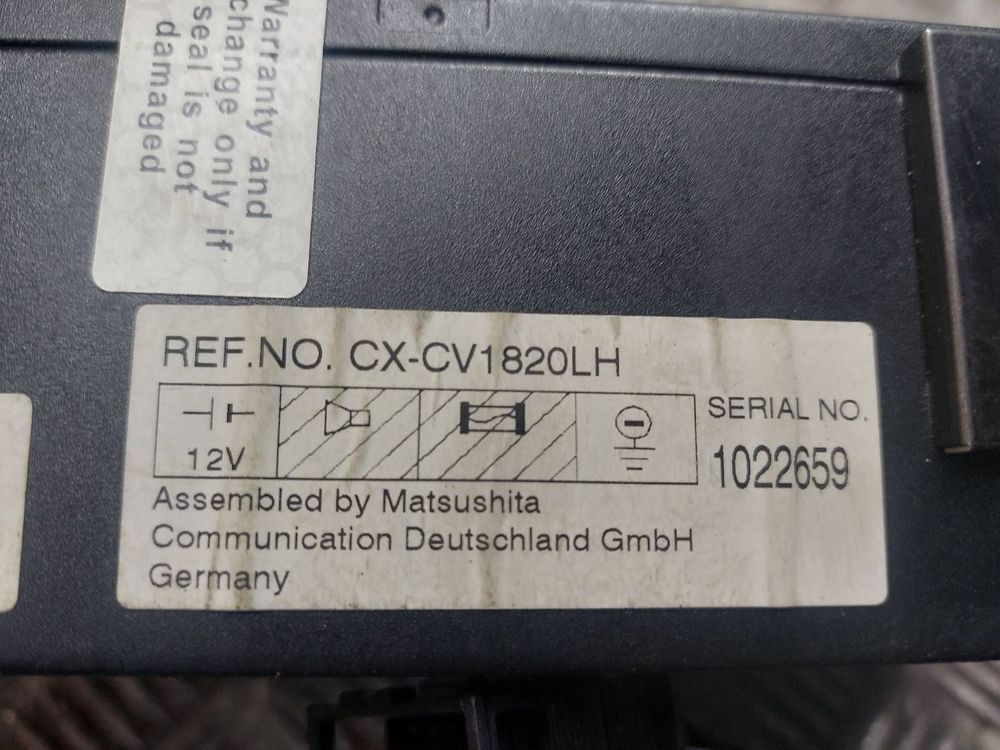 Warranty and
change only if
seal is not
damaged
REF.NO. CX-CV1820LH
12V
SERIAL NO.
1022659
Assembled by Matsushita
Communication Deutschland GmbH
Germany